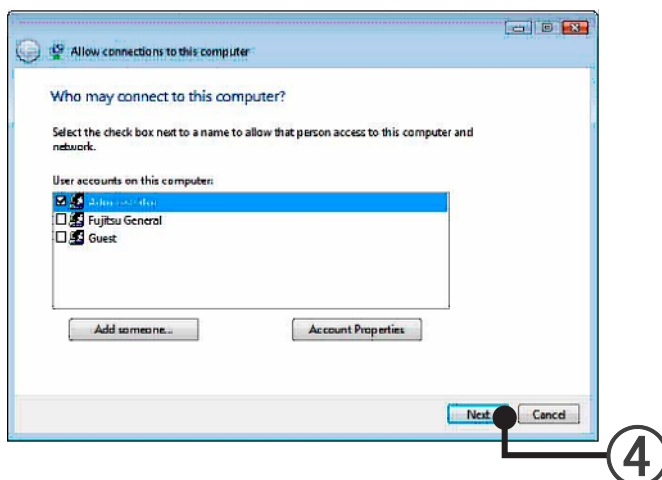 Allow connections to this computer
Who may connect to this computer?
Select the check box next to a name to allow that person access to this computer and
network.
User accounts on this computer:
Fujitsu General
Guest
Add someone...
Account Properties
Next
Cancel
4